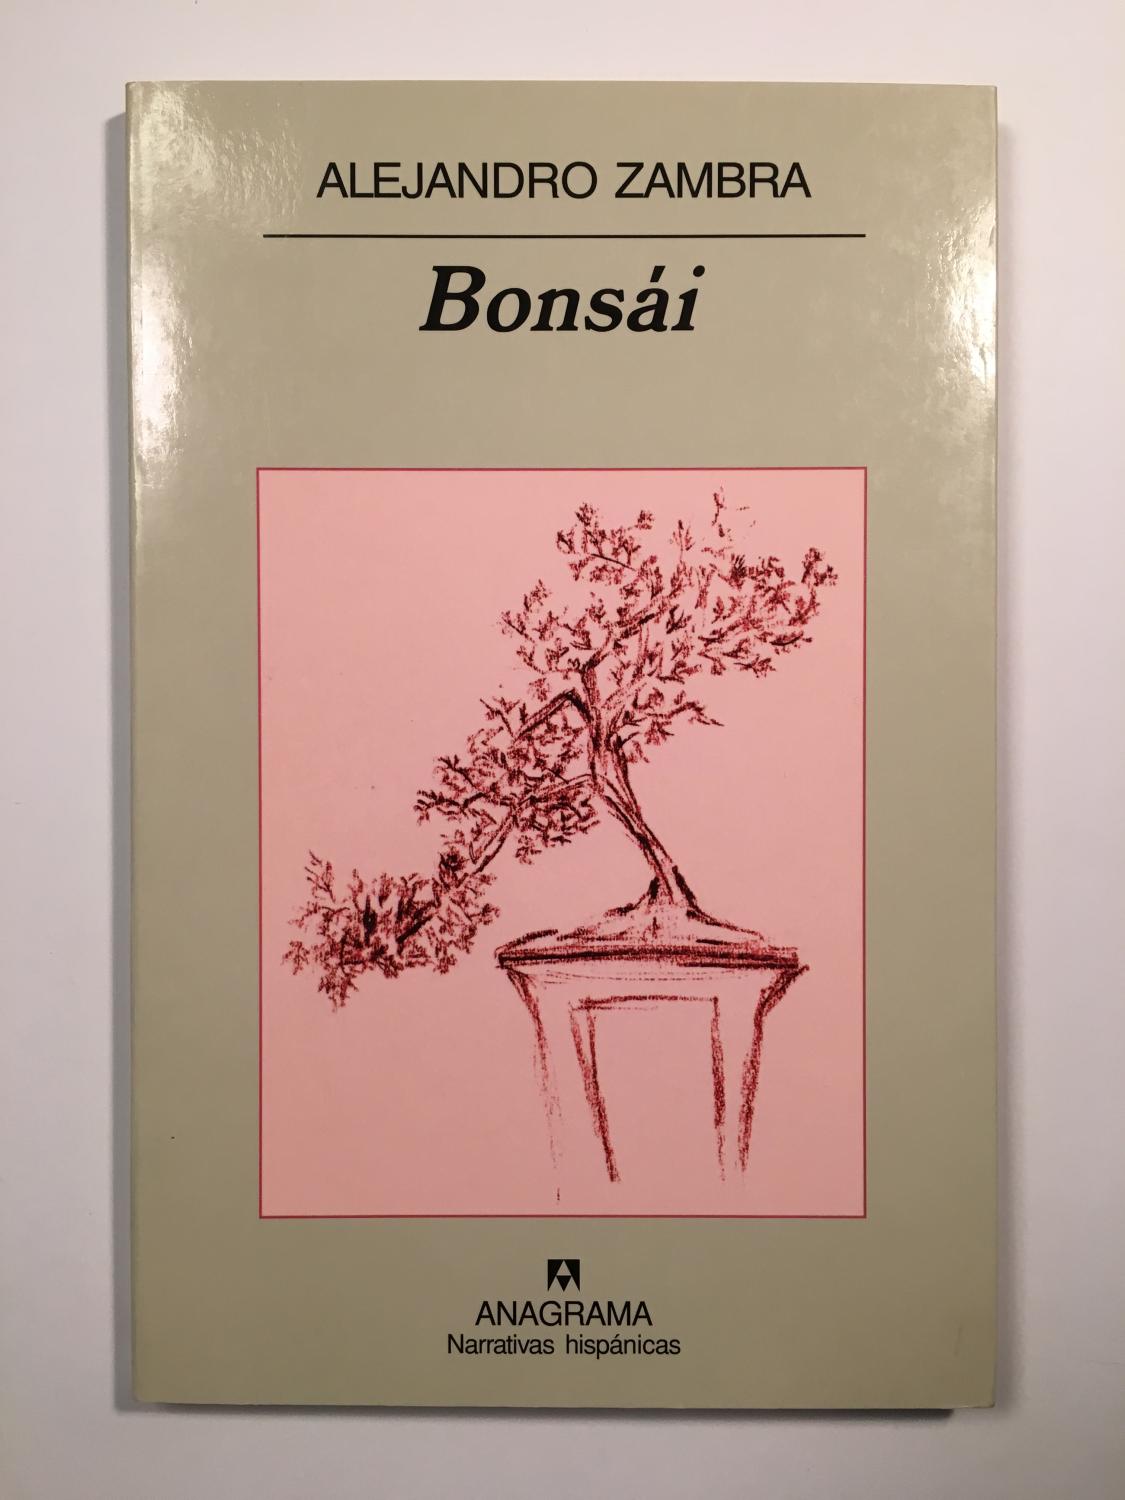 ALEJANDRO ZAMBRA
Bonsái
ANAGRAMA
Narrativas hispánicas